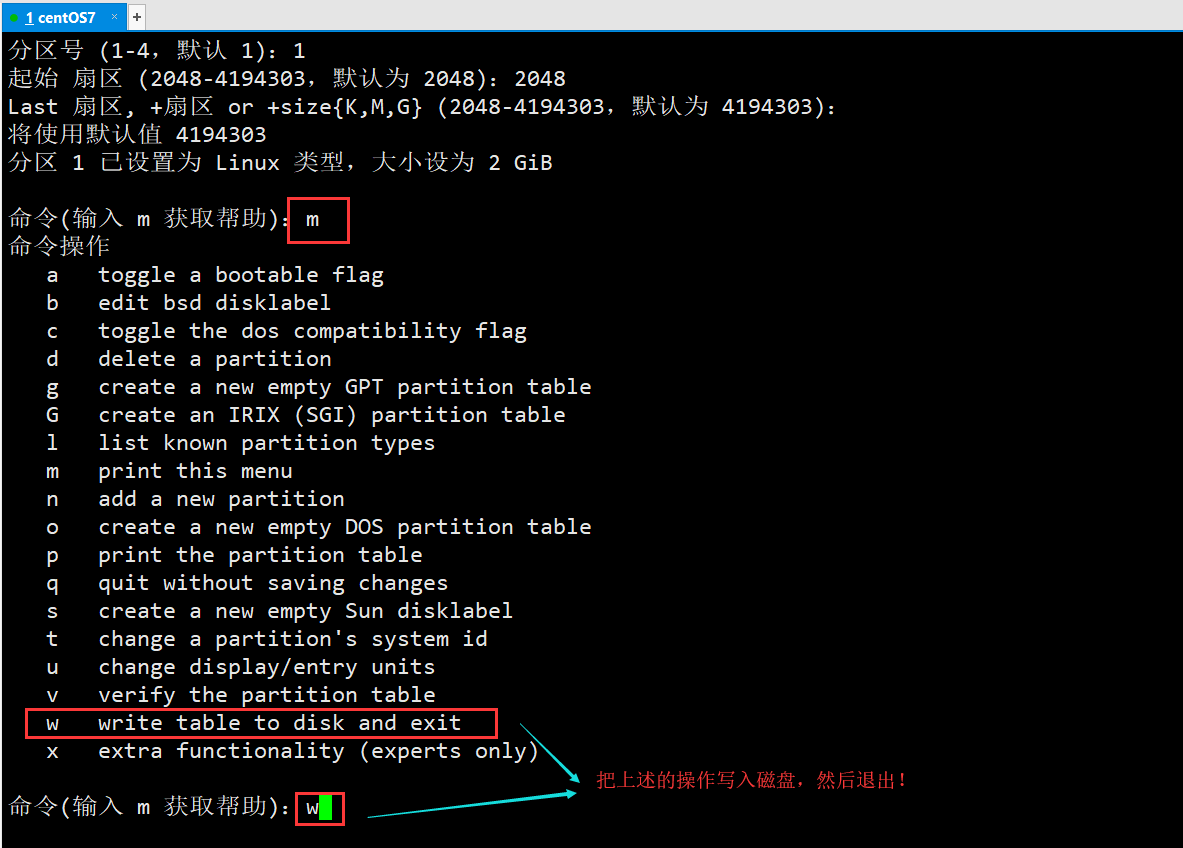 1 centOS7 × +
分区号 (1-4，默认 1)：1
起始 扇区 (2048-4194303，默认为 2048)：2048
Last 扇区, +扇区 or +size{K,M,G} (2048-4194303，默认为 4194303)：
将使用默认值 4194303
分区 1 已设置为 Linux 类型，大小设为 2 GiB
命令(输入 m 获取帮助)：m
命令操作
a   toggle a bootable flag
b   edit bsd disklabel
c   toggle the dos compatibility flag
d   delete a partition
g   create a new empty GPT partition table
G   create an IRIX (SGI) partition table
l   list known partition types
m   print this menu
n   add a new partition
o   create a new empty DOS partition table
p   print the partition table
q   quit without saving changes
s   create a new empty Sun disklabel
t   change a partition's system id
u   change display/entry units
v   verify the partition table
w   write table to disk and exit
x   extra functionality (experts only)
把上述的操作写入磁盘，然后退出！
命令(输入 m 获取帮助)：w